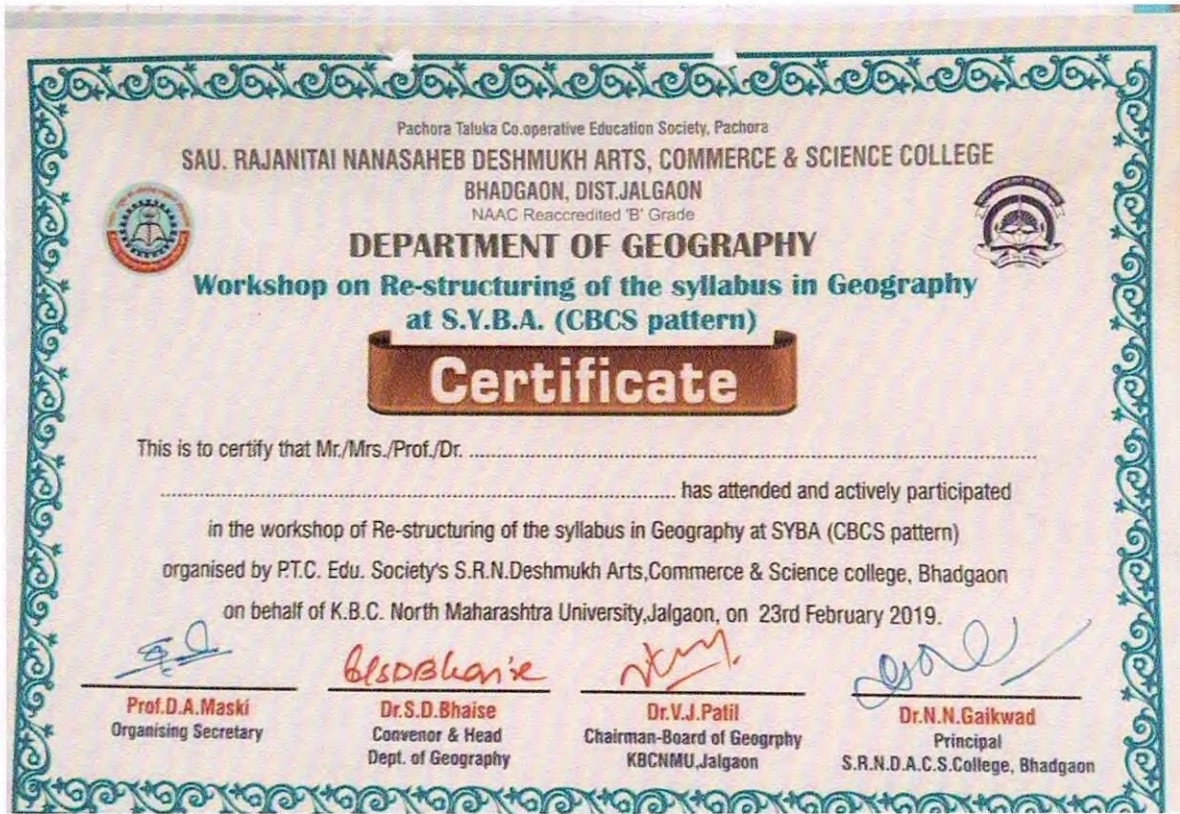 Pachora Taluka Co.operative Education Society, Pachora
SAU. RAJANITAI NANASAHEB DESHMUKH ARTS, COMMERCE & SCIENCE COLLEGE
BHADGAON, DIST.JALGAON
NAAC Reaccredited 'B' Grade
DEPARTMENT OF GEOGRAPHY
Workshop on Re-structuring of the syllabus in Geography
at S.Y.B.A. (CBCS pattern)
Certificate
This is to certify that Mr./Mrs./Prof./Dr. ............................................................
............................................................ has attended and actively participated
in the workshop of Re-structuring of the syllabus in Geography at SYBA (CBCS pattern)
organised by P.T.C. Edu. Society's S.R.N.Deshmukh Arts,Commerce & Science college, Bhadgaon
on behalf of K.B.C. North Maharashtra University,Jalgaon, on 23rd February 2019.
Prof.D.A.Maski
Organising Secretary
Dr.S.D.Bhaise
Convenor & Head
Dept. of Geography
Dr.V.J.Patil
Chairman-Board of Geogrphy
KBCNMU,Jalgaon
Dr.N.N.Gaikwad
Principal
S.R.N.D.A.C.S.College, Bhadgaon